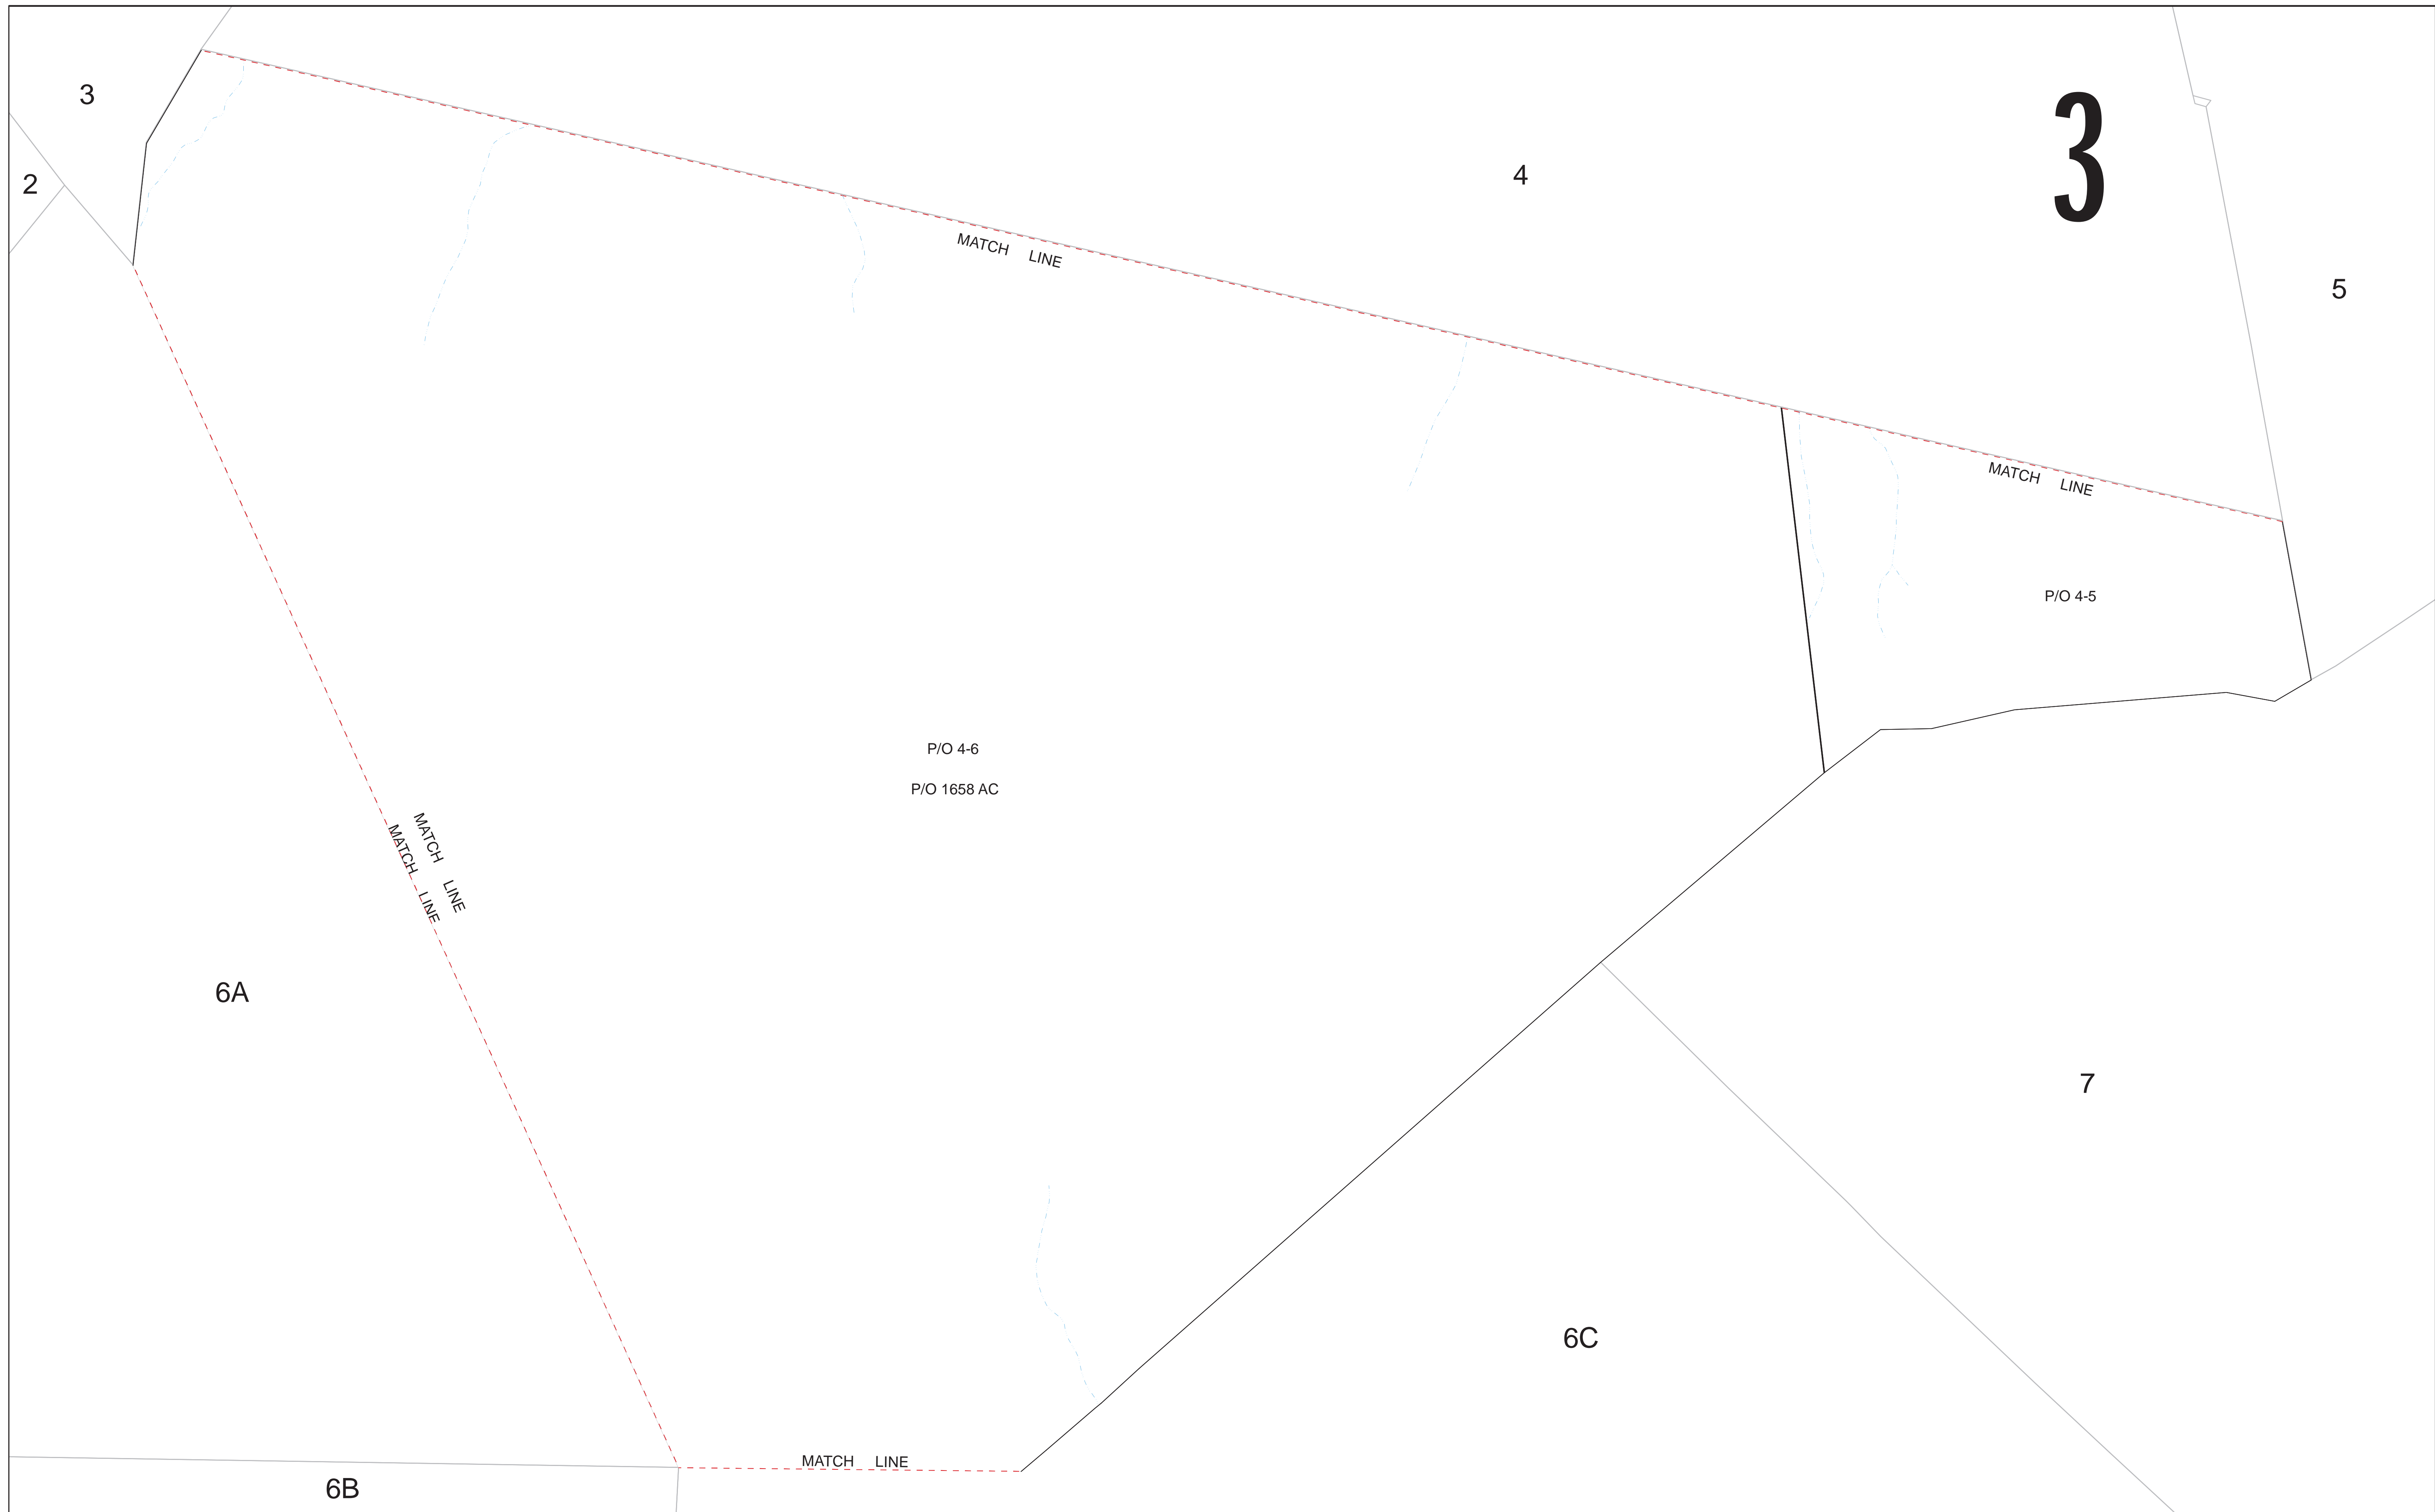 3
3
2
4
5
MATCH LINE
MATCH LINE
P/O 4-5
P/O 4-6
P/O 1658 AC
MATCH LINE
MATCH LINE
6A
7
6C
MATCH LINE
6B